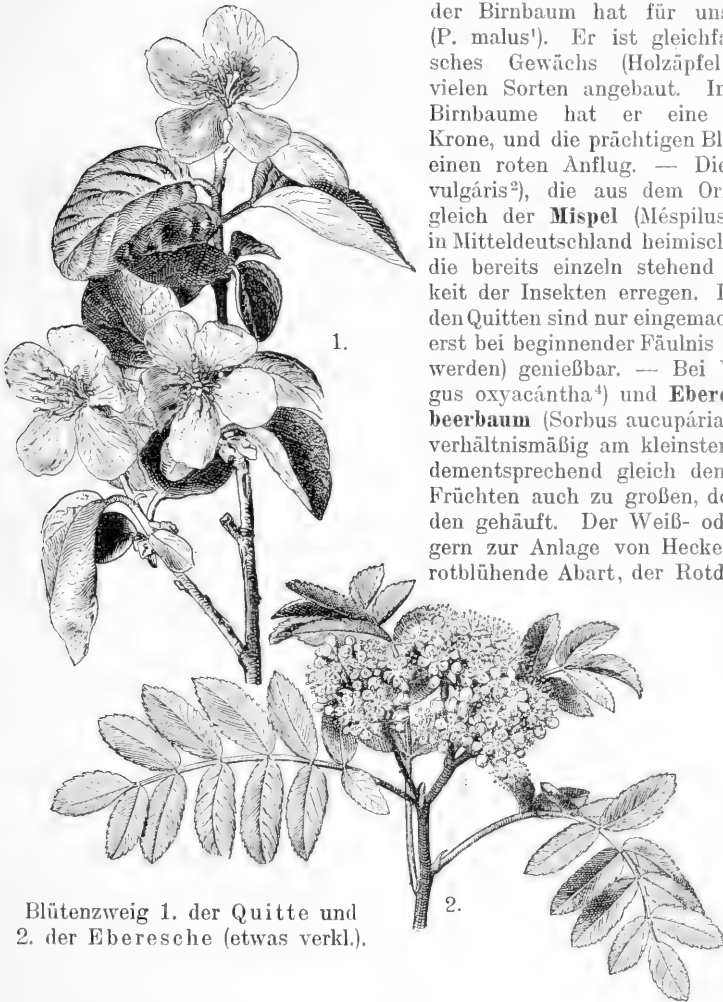 der Birnbaum hat für uns
(P. malus¹). Er ist gleichfa
sches Gewächs (Holzäpfel
vielen Sorten angebaut. Im
Birnbaume hat er eine
Krone, und die prächtigen Bl
einen roten Anflug. — Die
vulgáris²), die aus dem Or
gleich der Mispel (Méspilus
in Mitteldeutschland heimisch
die bereits einzeln stehend
keit der Insekten erregen. I
den Quitten sind nur eingemac
erst bei beginnender Fäulnis
werden) genießbar. — Bei
gus oxyacántha⁴) und Ebere
beerbaum (Sorbus aucupária
verhältnismäßig am kleinsten
dementsprechend gleich den
Früchten auch zu großen, do
den gehäuft. Der Weiß- od
gern zur Anlage von Hecke
rotblühende Abart, der Rotd
1.
2.
Blütenzweig 1. der Quitte und
2. der Eberesche (etwas verkl.).